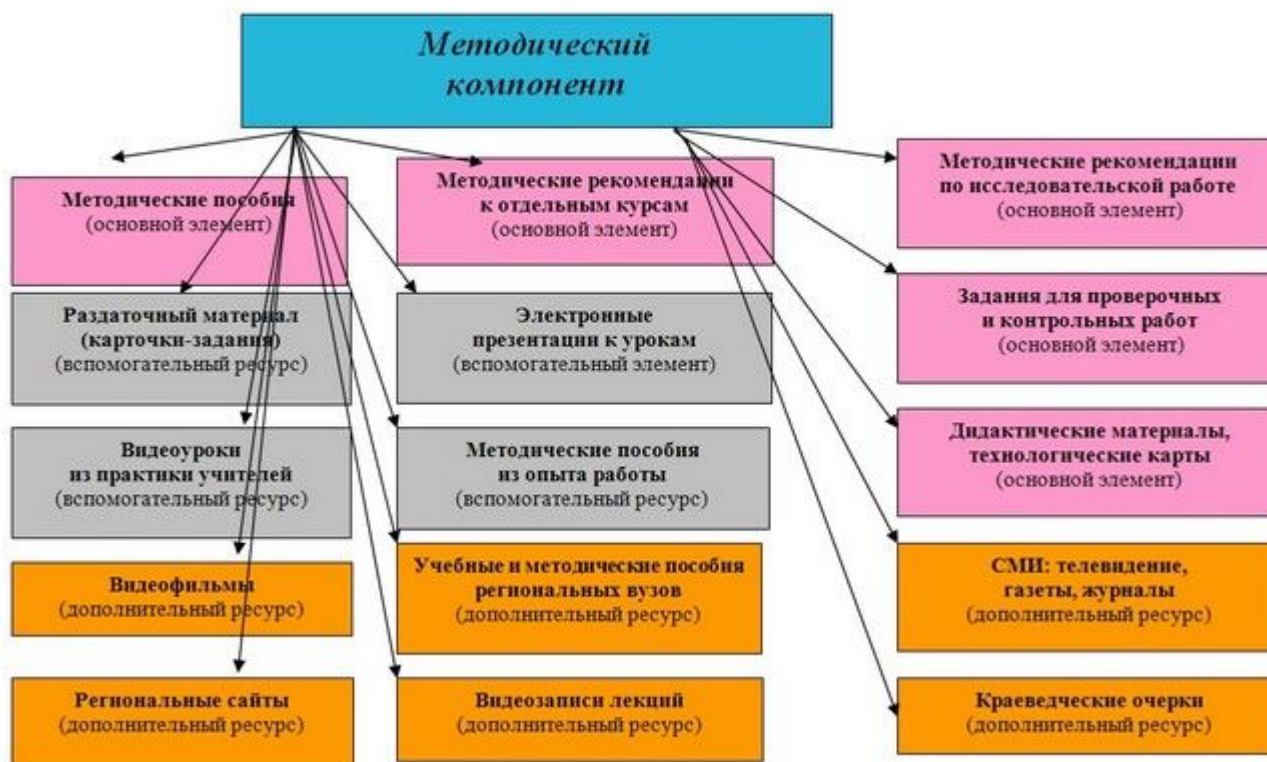 Методический
компонент
Методические пособия
(основной элемент)
Раздаточный материал
(карточки-задания)
(вспомогательный ресурс)
Видеоуроки
из практики учителей
(вспомогательный ресурс)
Видеофильмы
(дополнительный ресурс)
Региональные сайты
(дополнительный ресурс)
Методические рекомендации
к отдельным курсам
(основной элемент)
Электронные
презентации к урокам
(вспомогательный элемент)
Методические пособия
из опыта работы
(вспомогательный ресурс)
Учебные и методические пособия
региональных вузов
(дополнительный ресурс)
Видеозаписи лекций
(дополнительный ресурс)
Методические рекомендации
по исследовательской работе
(основной элемент)
Задания для проверочных
и контрольных работ
(основной элемент)
Дидактические материалы,
технологические карты
(основной элемент)
СМИ: телевидение,
газеты, журналы
(дополнительный ресурс)
Краеведческие очерки
(дополнительный ресурс)